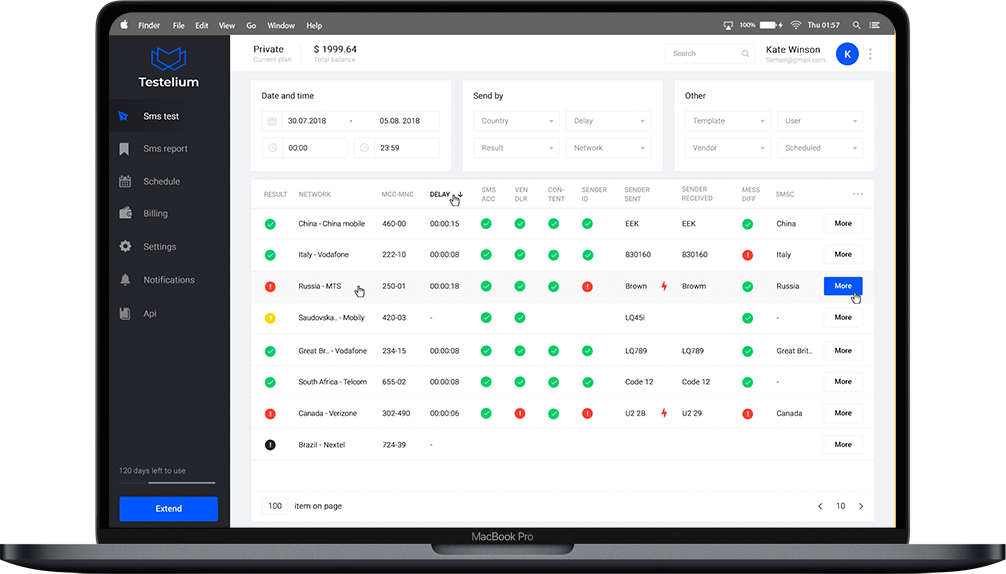 Finder File Edit View Go Window Help 100% Thu 01:57
Testelium
Sms test
Sms report
Schedule
Billing
Settings
Notifications
Api
120 days left to use
Extend
Private $ 1999.64 Search Kate Winson K
Current plan Total balance Semail@gmail.com
Date and time Send by Other
30.07.2018 - 05.08. 2018 Country Delay Template User
00:00 23:59 Result Network Vendor Scheduled
RESULT NETWORK MCC-MNC DELAY SMS ACC VEN DLR CON-TENT SENDER ID SENDER SENT SENDER RECEIVED MESS DIFF SMSC
China - China mobile 460-00 00:00:15 EEK EEK China More
Italy - Vodafone 222-10 00:00:08 830160 830160 Italy More
Russia - MTS 250-01 00:00:18 Brown Browm Russia More
Saudovska.. - Mobily 420-03 - LQ45i More
Great Br.. - Vodafone 234-15 00:00:08 LQ789 LQ789 Great Brit.. More
South Africa - Telcom 655-02 00:00:08 Code 12 Code 12 - More
Canada - Verizone 302-490 00:00:06 U2 2B U2 29 Canada More
Brazil - Nextel 724-39 - More
100 item on page 10
MacBook Pro